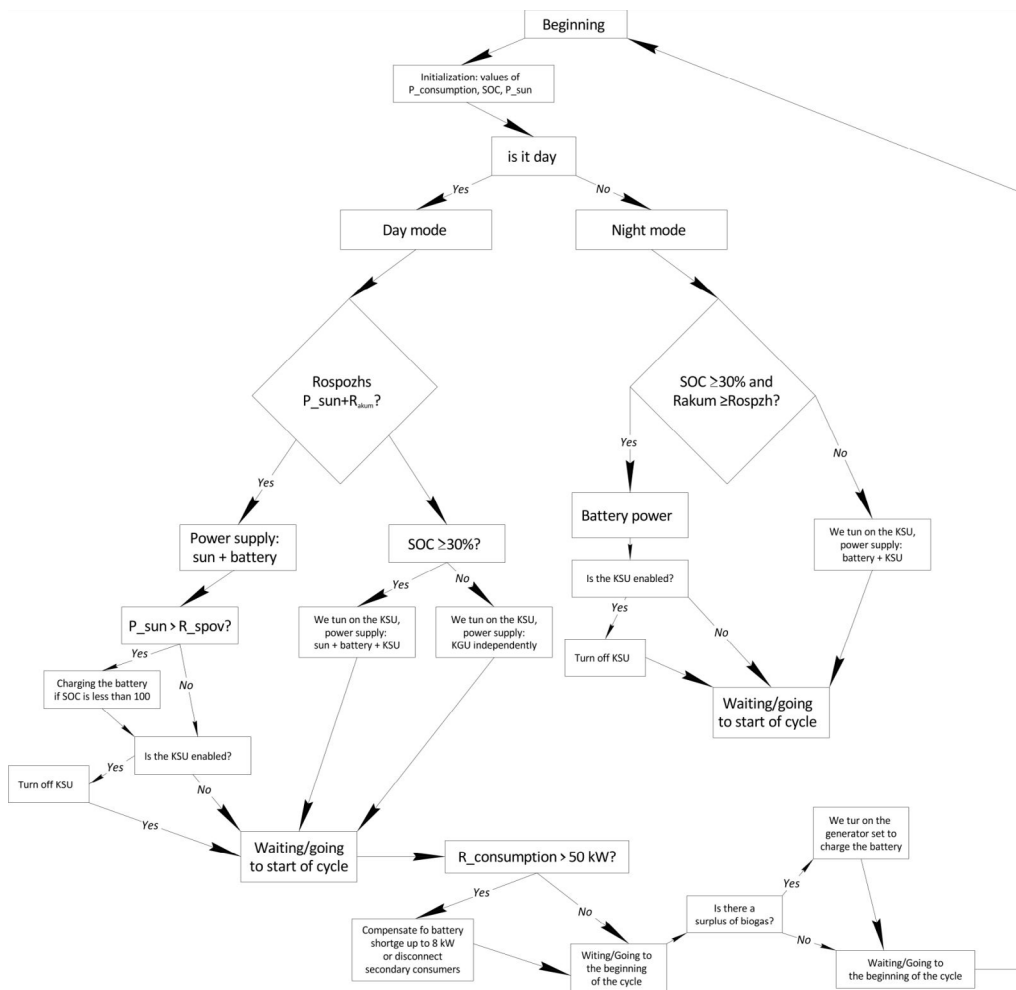 Beginning
Initialization: values of
P_consumption, SOC, P_sun
is it day
Yes
No
Day mode
Night mode
Rospozhs
P_sun+Rakum?
SOC ≥30% and
Rakum ≥Rospzh?
Yes
Yes
No
Power supply:
sun + battery
SOC ≥30%?
Battery power
We tun on the KSU,
power supply:
battery + KSU
Yes
No
Is the KSU enabled?
P_sun > R_spov?
We tun on the KSU,
power supply:
sun + battery + KSU
We tun on the KSU,
power supply:
KGU independently
Yes
No
Turn off KSU
Yes
No
Charging the battery
if SOC is less than 100
Waiting/going
to start of cycle
Is the KSU enabled?
Yes
No
Turn off KSU
Yes
Waiting/going
to start of cycle
R_consumption > 50 kW?
We tur on the
generator set to
charge the battery
Yes
No
Yes
Is there a
surplus of biogas?
No
Compensate fo battery
shortge up to 8 kW
or disconnect
secondary consumers
Witing/Going to
the beginning
of the cycle
Waiting/Going to
the beginning of the cycle